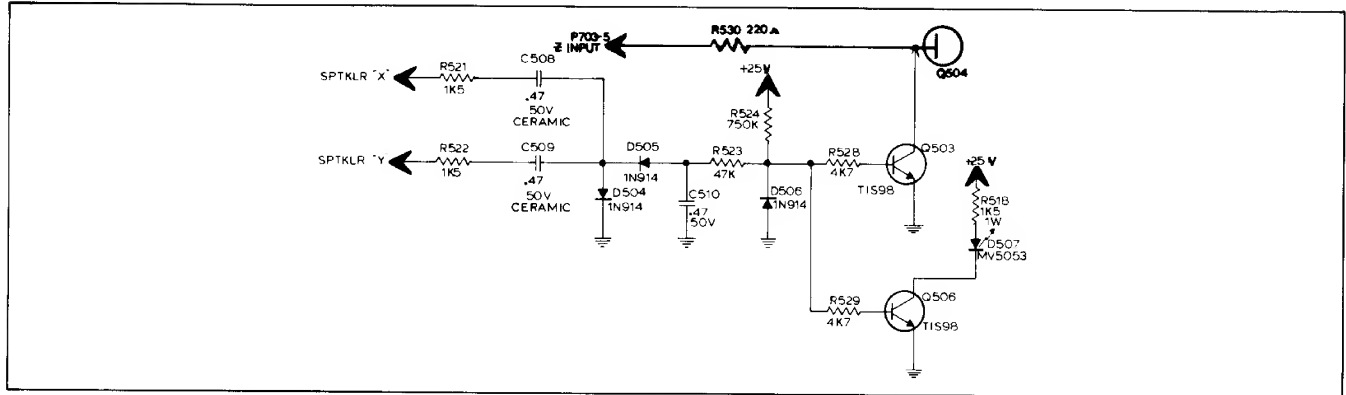 P703-5
Z INPUT
R530 220 Λ
Q504
SPTKLR "X"
R521
1K5
C508
.47
50V
CERAMIC
+25V
R524
750K
SPTKLR "Y
R522
1K5
C509
.47
50V
CERAMIC
D505
1N914
R523
47K
R528
4K7
Q503
TIS98
D504
1N914
C510
.47
50V
D506
1N914
+25V
R518
1K5
1W
D507
MV5053
R529
4K7
Q506
TIS98